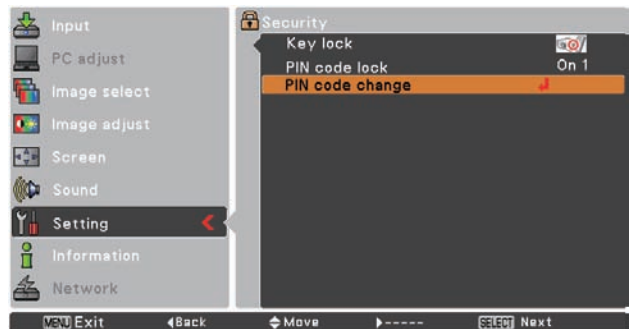 Input
PC adjust
Image select
Image adjust
Screen
Sound
Setting
Information
Network
Security
Key lock
PIN code lock On 1
PIN code change
MENU Exit Back Move ----- SELECT Next